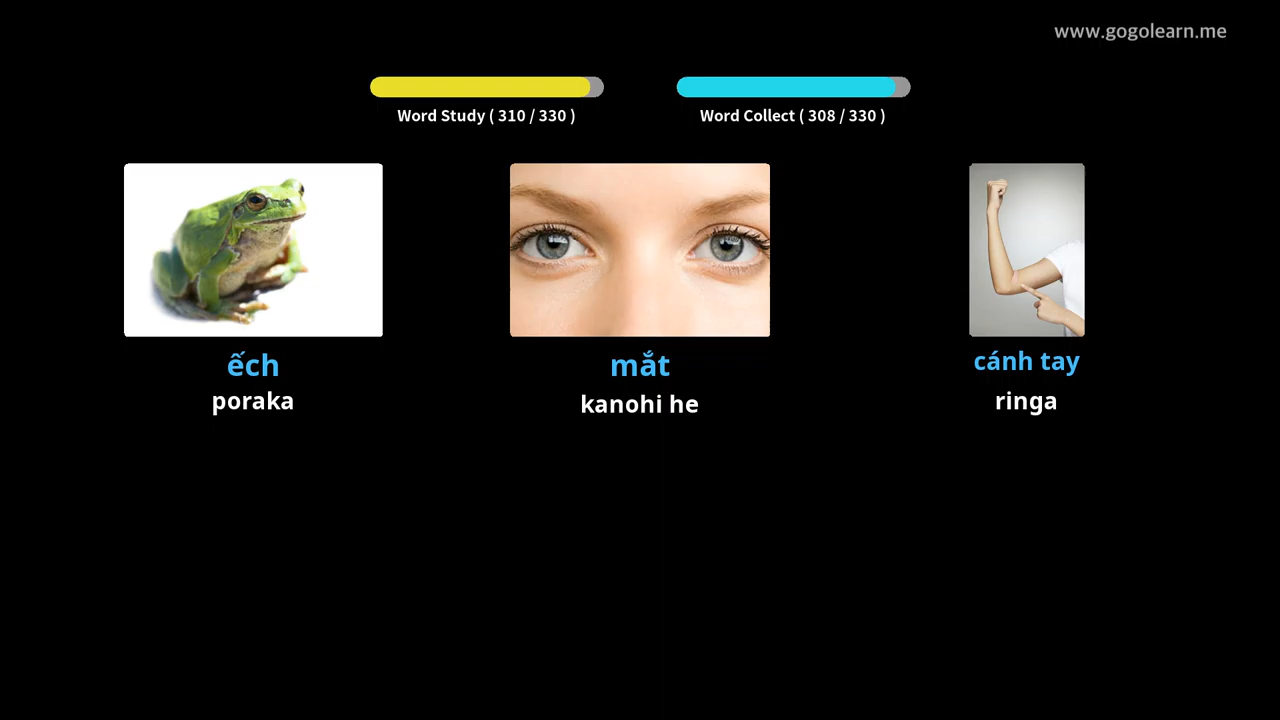 www.gogolearn.me
Word Study ( 310 / 330 )
Word Collect ( 308 / 330 )
ếch
mắt
cánh tay
poraka
kanohi he
ringa